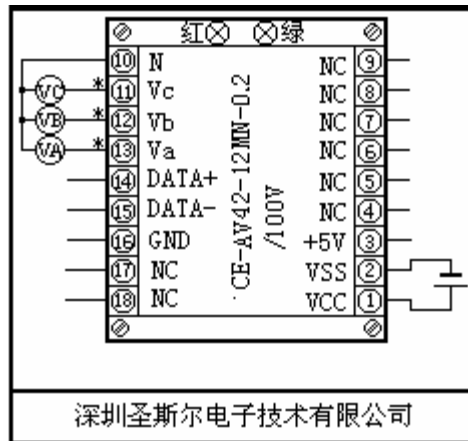 红 绿
10 N NC 9
VC * 11 Vc NC 8
VB * 12 Vb NC 7
VA * 13 Va NC 6
14 DATA+ NC 5
15 DATA- NC 4
16 GND +5V 3
17 NC VSS 2
18 NC VCC 1
CE-AV42-12MN-0.2
/100V
深圳圣斯尔电子技术有限公司